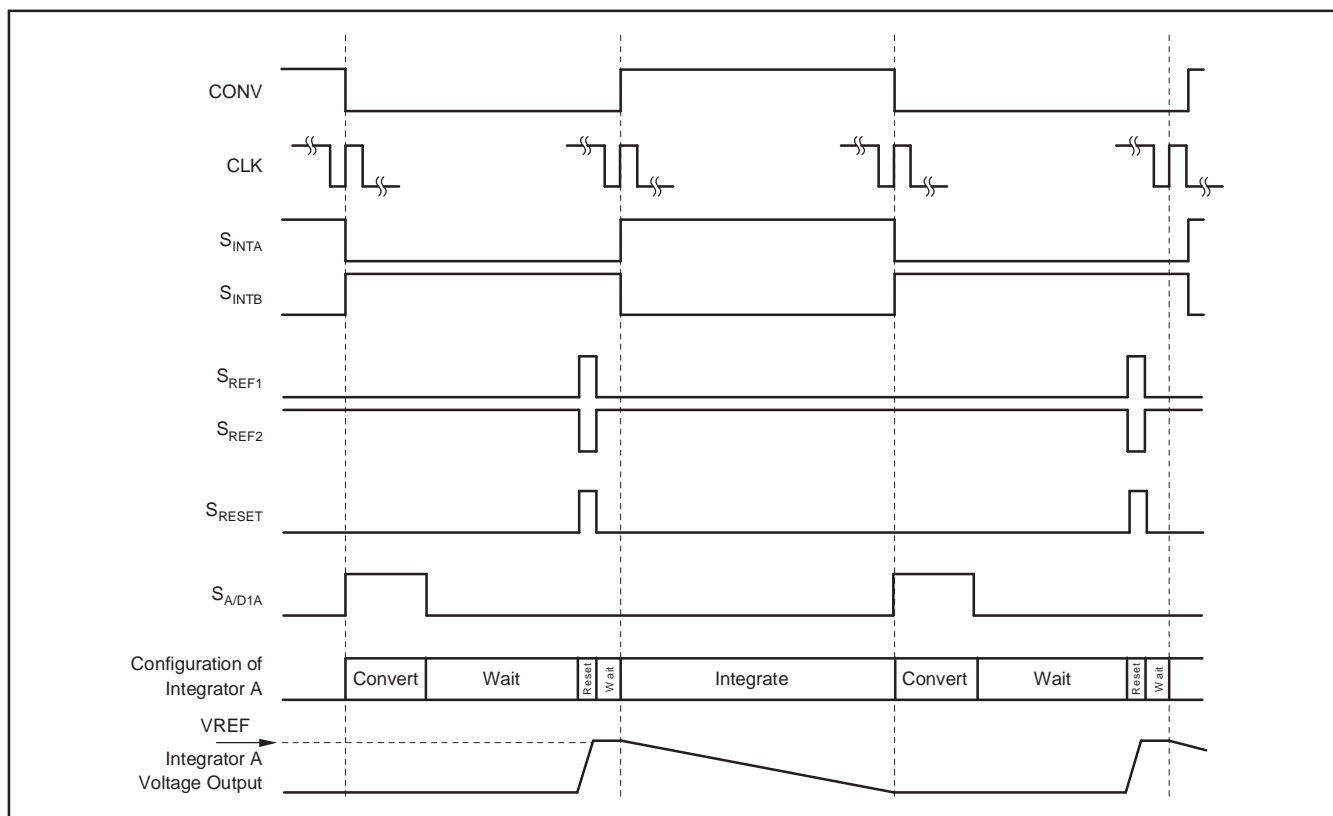 CONV
CLK
SINTA
SINTB
SREF1
SREF2
SRESET
SA/D1A
Configuration of
Integrator A
Convert
Wait
Reset
Wait
Integrate
Convert
Wait
Reset
Wait
VREF
Integrator A
Voltage Output